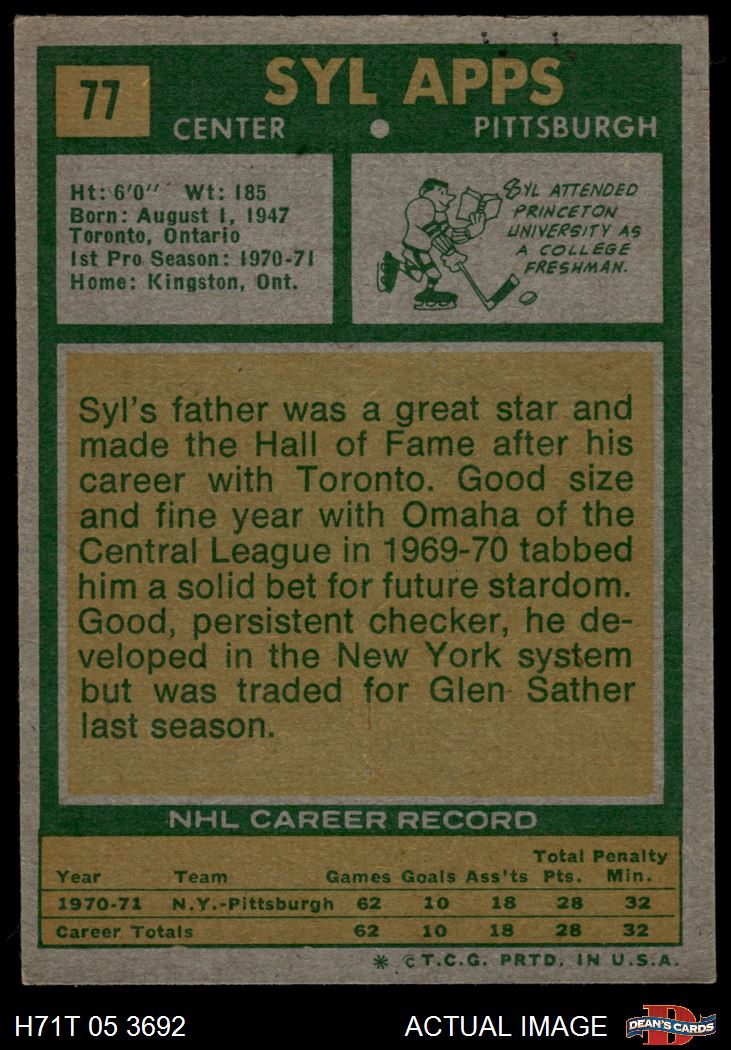 77
SYL APPS
CENTER
PITTSBURGH
Ht: 6'0" Wt: 185
Born: August 1, 1947
Toronto, Ontario
1st Pro Season: 1970-71
Home: Kingston, Ont.
SYL ATTENDED
PRINCETON
UNIVERSITY AS
A COLLEGE
FRESHMAN.
Syl's father was a great star and
made the Hall of Fame after his
career with Toronto. Good size
and fine year with Omaha of the
Central League in 1969-70 tabbed
him a solid bet for future stardom.
Good, persistent checker, he de-
veloped in the New York system
but was traded for Glen Sather
last season.
NHL CAREER RECORD
Total Penalty
Year Team Games Goals Ass'ts Pts. Min.
1970-71 N.Y.-Pittsburgh 62 10 18 28 32
Career Totals 62 10 18 28 32
* © T.C.G. PRTD. IN U.S.A.
H71T 05 3692 ACTUAL IMAGE
D
DEAN'S CARDS